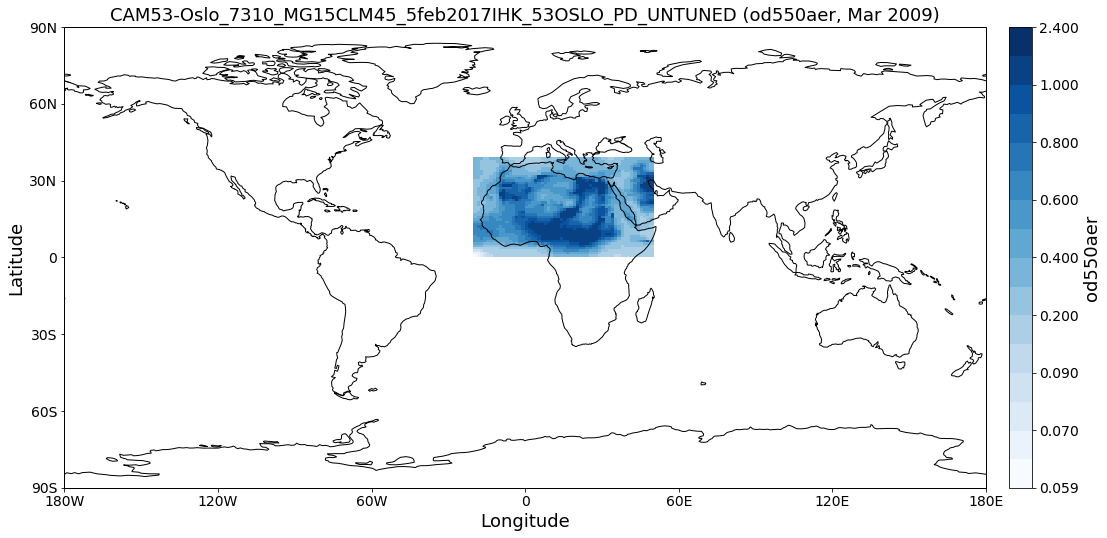 CAM53-Oslo_7310_MG15CLM45_5feb2017IHK_53OSLO_PD_UNTUNED (od550aer, Mar 2009)
90N
60N
30N
0
30S
60S
90S
Latitude
180W
120W
60W
0
60E
120E
180E
Longitude
2.400
1.000
0.800
0.600
0.400
0.200
0.090
0.070
0.059
od550aer